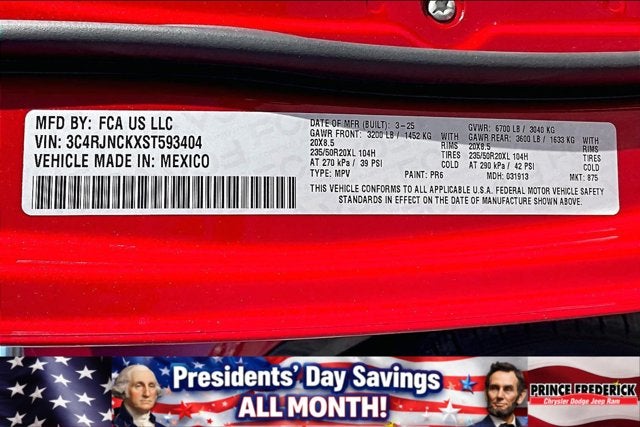 MFD BY: FCA US LLC
VIN: 3C4RJNCKXST593404
VEHICLE MADE IN: MEXICO
DATE OF MFR (BUILT): 3-25
GVWR: 6700 LB / 3040 KG
GAWR FRONT: 3200 LB / 1452 KG WITH
GAWR REAR: 3600 LB / 1633 KG WITH
20X8.5 RIMS
20X8.5 RIMS
235/50R20XL 104H TIRES
235/50R20XL 104H TIRES
AT 270 kPa / 39 PSI COLD
AT 290 kPa / 42 PSI COLD
TYPE: MPV PAINT: PR6 MDH: 031913 MKT: 875
THIS VEHICLE CONFORMS TO ALL APPLICABLE U.S.A. FEDERAL MOTOR VEHICLE SAFETY
STANDARDS IN EFFECT ON THE DATE OF MANUFACTURE SHOWN ABOVE.
Presidents' Day Savings
ALL MONTH!
PRINCE FREDERICK
Chrysler Dodge Jeep Ram